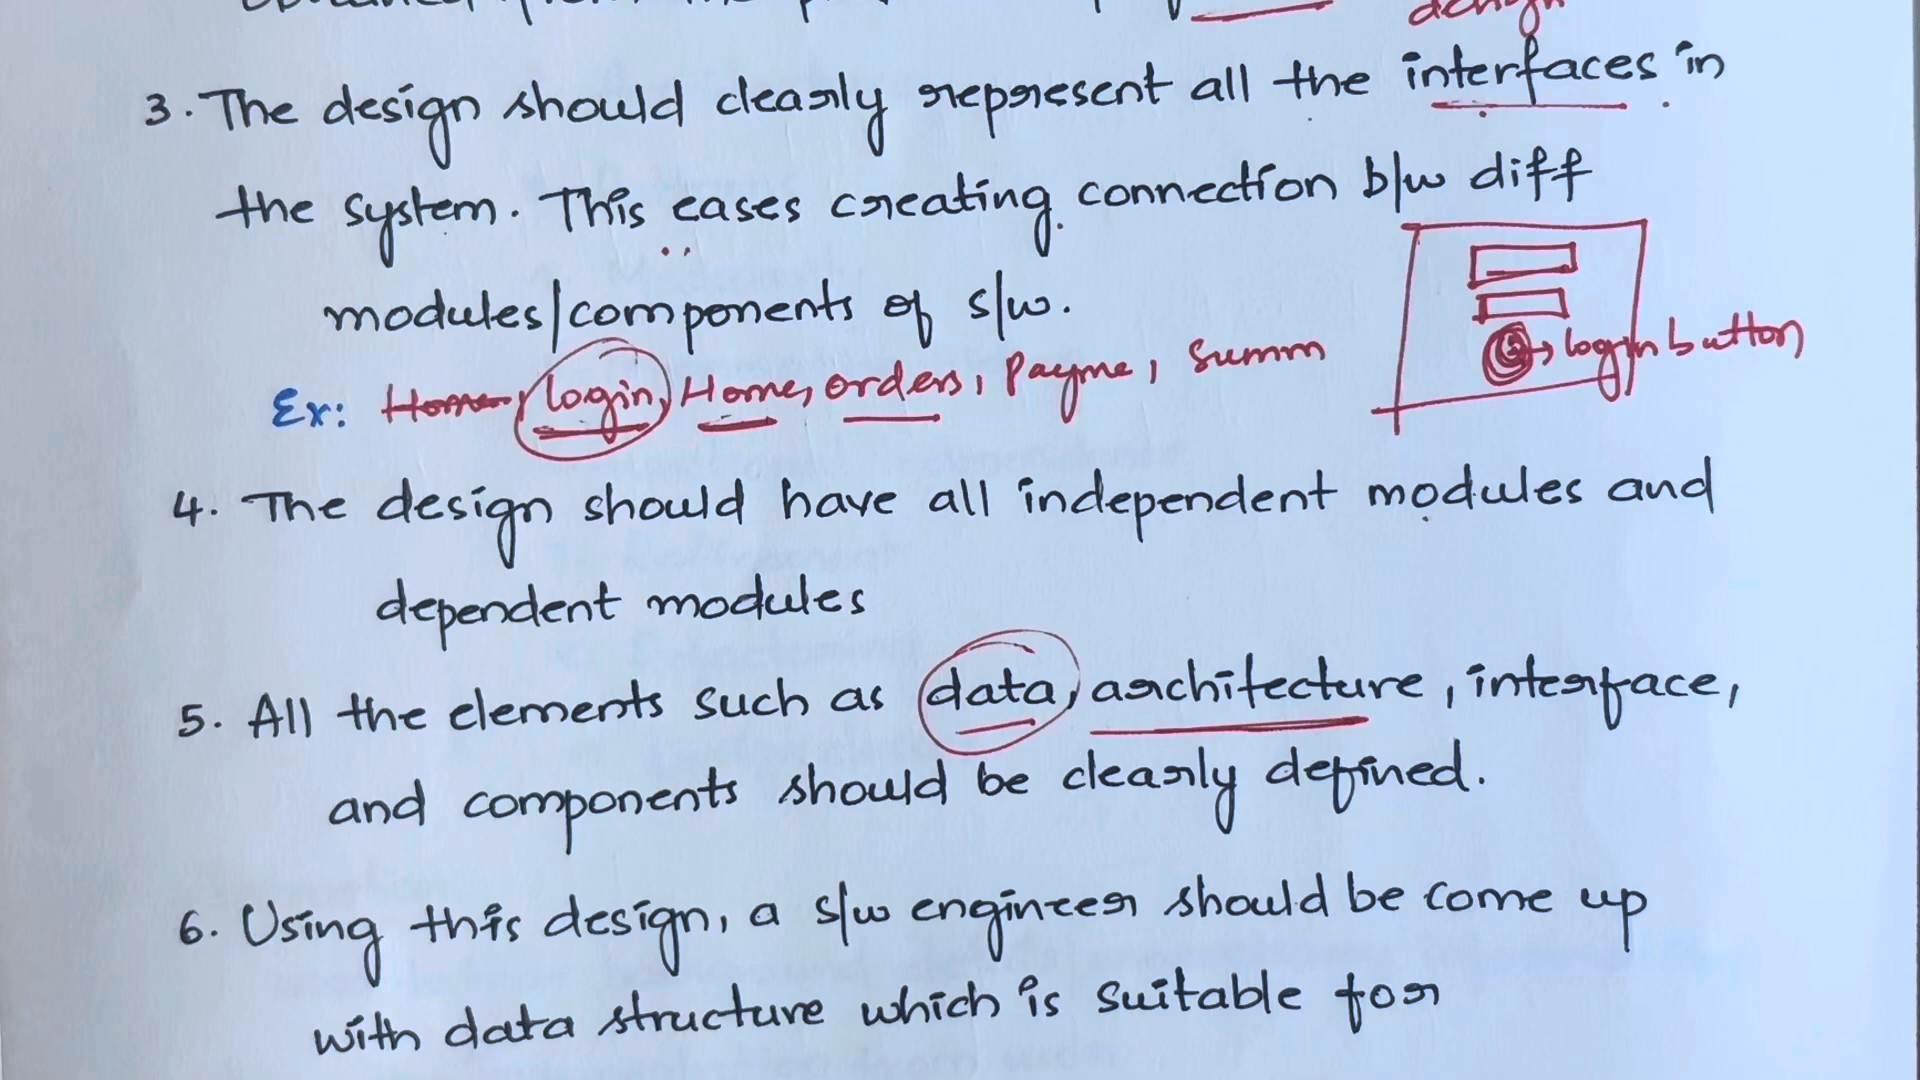 design
3. The design should clearly represent all the interfaces in
the system. This eases creating connection b/w diff
modules/components of s/w.
Ex: Home, login, Home, orders, Payme, Summ
login button
4. The design should have all independent modules and
dependent modules
5. All the elements such as data, architecture, interface,
and components should be clearly defined.
6. Using this design, a s/w engineer should be come up
with data structure which is suitable for